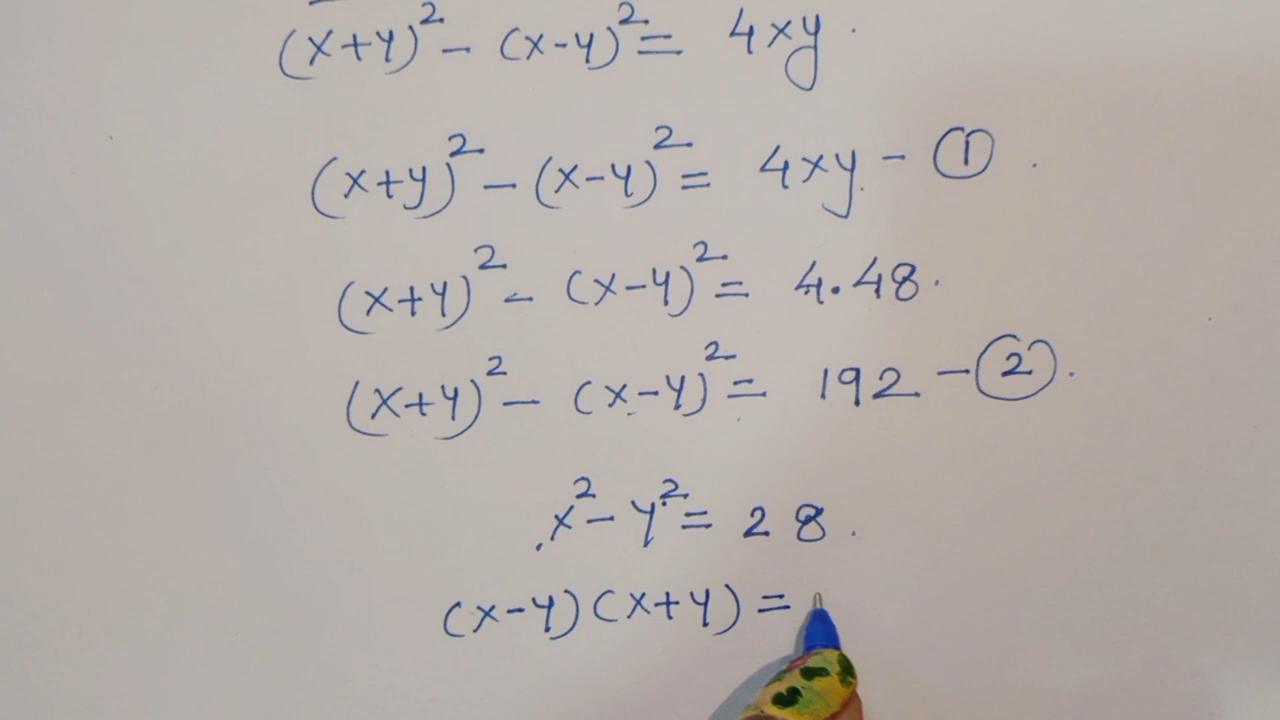 (x+y)² - (x-y)² = 4xy.
(x+y)² - (x-y)² = 4xy - ①.
(x+y)² - (x-y)² = 4.48.
(x+y)² - (x-y)² = 192 - ②.
x² - y² = 28.
(x-y)(x+y) =